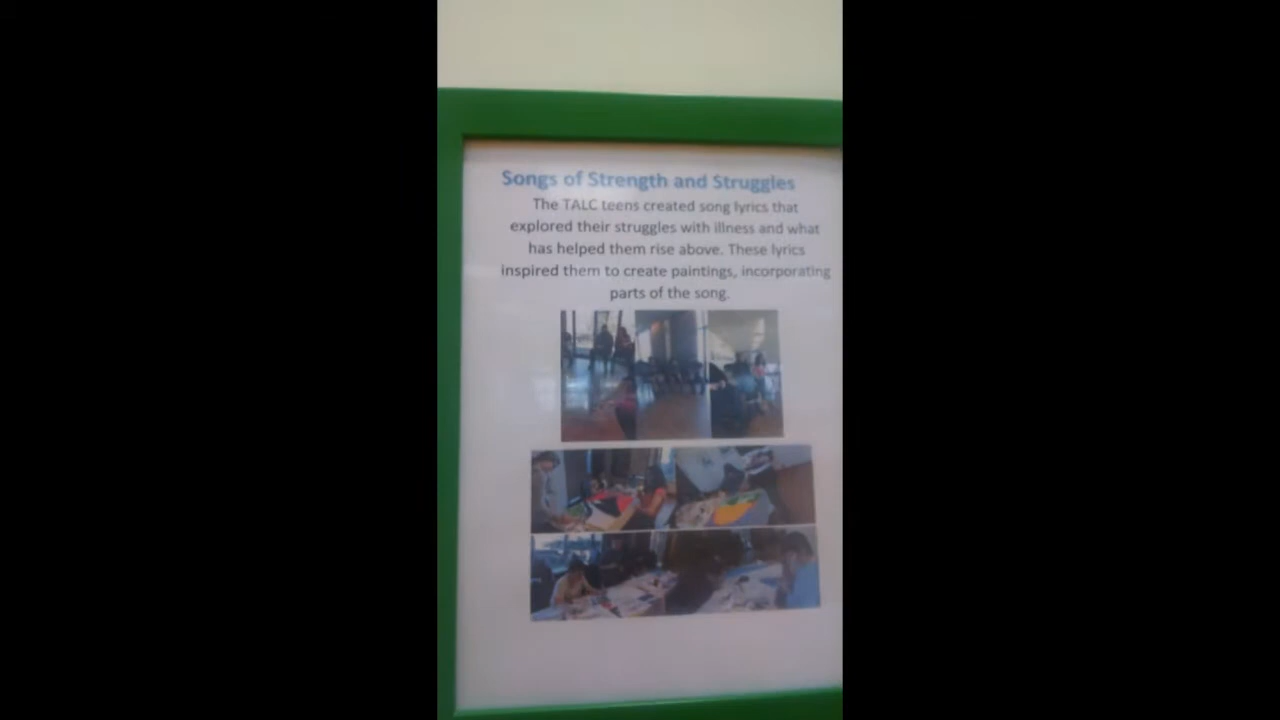 Songs of Strength and Struggles
The TALC teens created song lyrics that
explored their struggles with illness and what
has helped them rise above. These lyrics
inspired them to create paintings, incorporating
parts of the song.